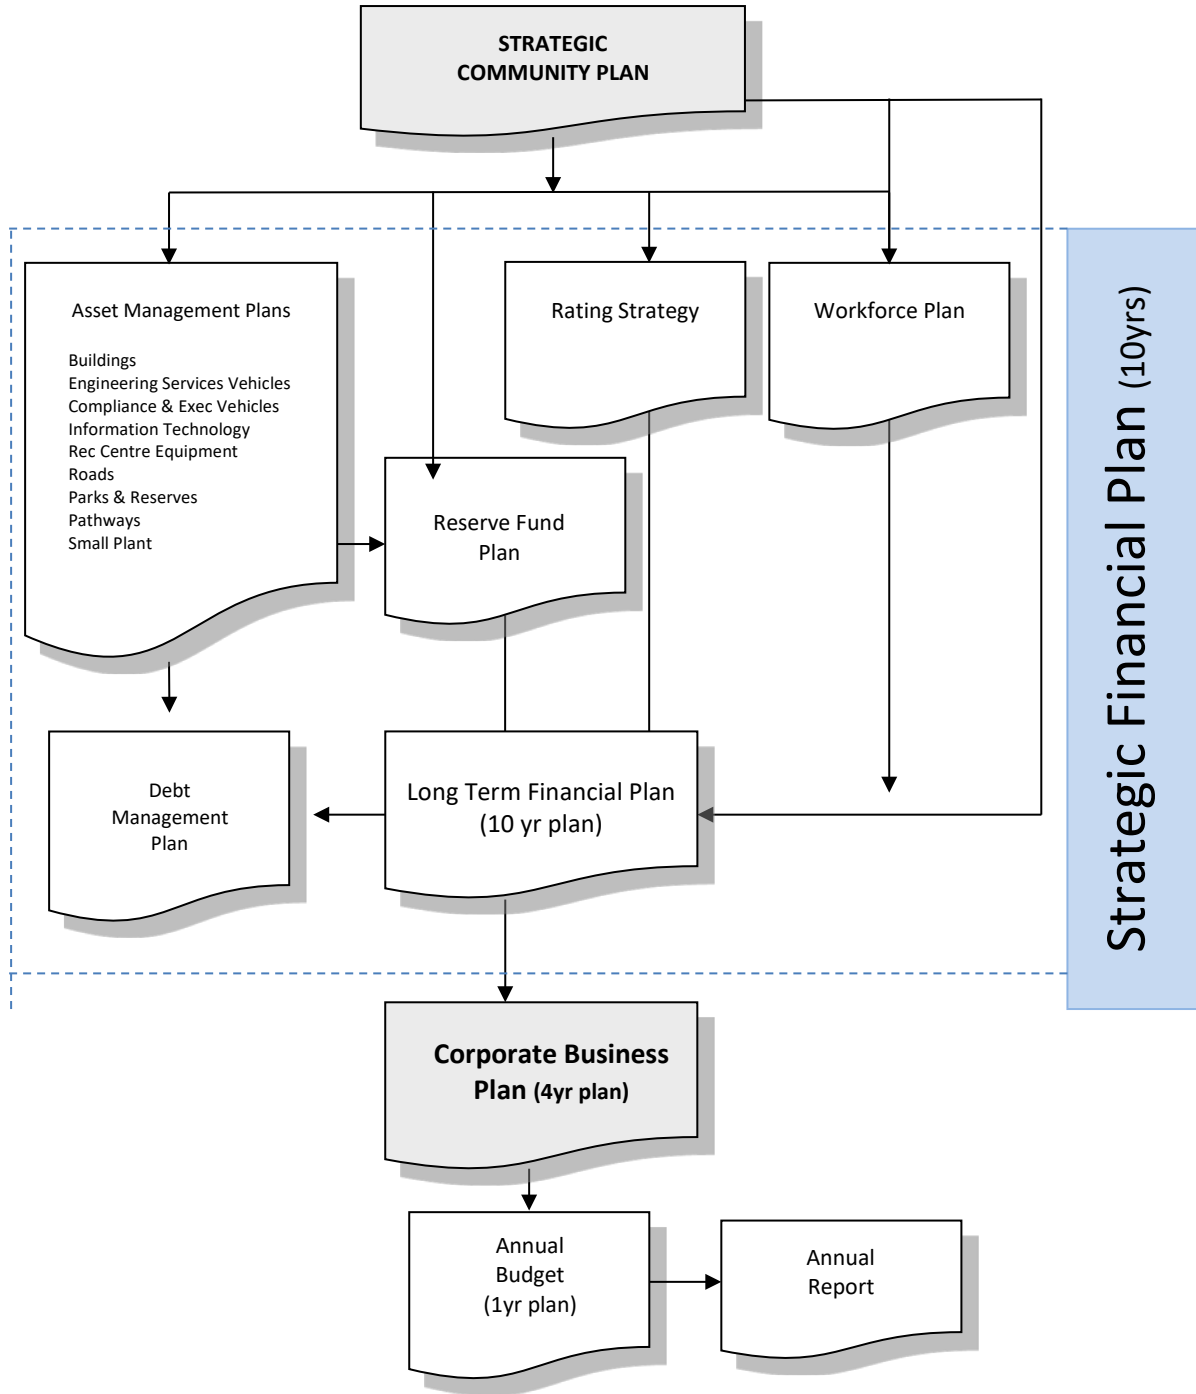 STRATEGIC
COMMUNITY PLAN
Asset Management Plans
Buildings
Engineering Services Vehicles
Compliance & Exec Vehicles
Information Technology
Rec Centre Equipment
Roads
Parks & Reserves
Pathways
Small Plant
Rating Strategy
Workforce Plan
Reserve Fund
Plan
Debt
Management
Plan
Long Term Financial Plan
(10 yr plan)
Strategic Financial Plan (10yrs)
Corporate Business
Plan (4yr plan)
Annual
Budget
(1yr plan)
Annual
Report